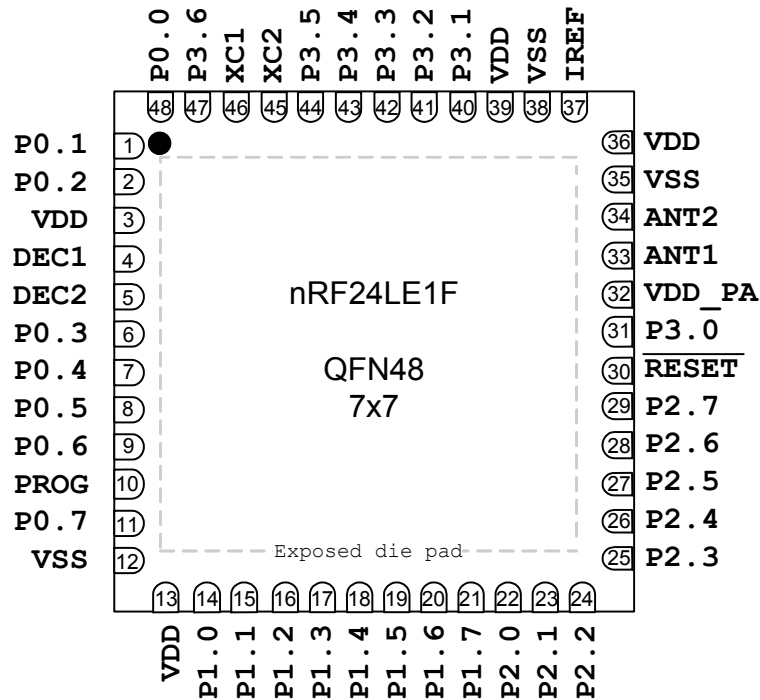 P0.0 P3.6 XC1 XC2 P3.5 P3.4 P3.3 P3.2 P3.1 VDD VSS IREF
48 47 46 45 44 43 42 41 40 39 38 37
P0.1 1 36 VDD
P0.2 2 35 VSS
VDD 3 34 ANT2
DEC1 4 33 ANT1
DEC2 5 nRF24LE1F 32 VDD_PA
P0.3 6 31 P3.0
P0.4 7 QFN48 30 RESET
P0.5 8 7x7 29 P2.7
P0.6 9 28 P2.6
PROG 10 27 P2.5
P0.7 11 26 P2.4
VSS 12 Exposed die pad 25 P2.3
13 14 15 16 17 18 19 20 21 22 23 24
VDD P1.0 P1.1 P1.2 P1.3 P1.4 P1.5 P1.6 P1.7 P2.0 P2.1 P2.2